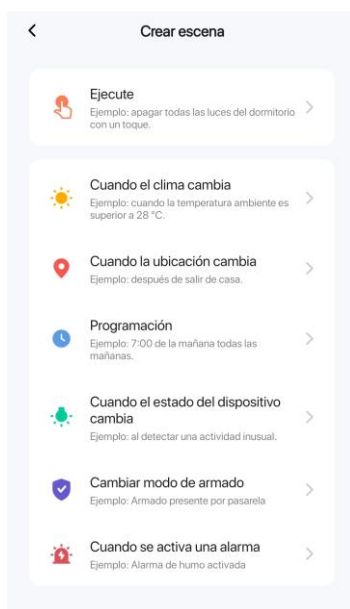 Crear escena
Ejecute
Ejemplo: apagar todas las luces del dormitorio
con un toque.
Cuando el clima cambia
Ejemplo: cuando la temperatura ambiente es
superior a 28 °C.
Cuando la ubicación cambia
Ejemplo: después de salir de casa.
Programación
Ejemplo: 7:00 de la mañana todas las
mañanas.
Cuando el estado del dispositivo
cambia
Ejemplo: al detectar una actividad inusual.
Cambiar modo de armado
Ejemplo: Armado presente por pasarela
Cuando se activa una alarma
Ejemplo: Alarma de humo activada